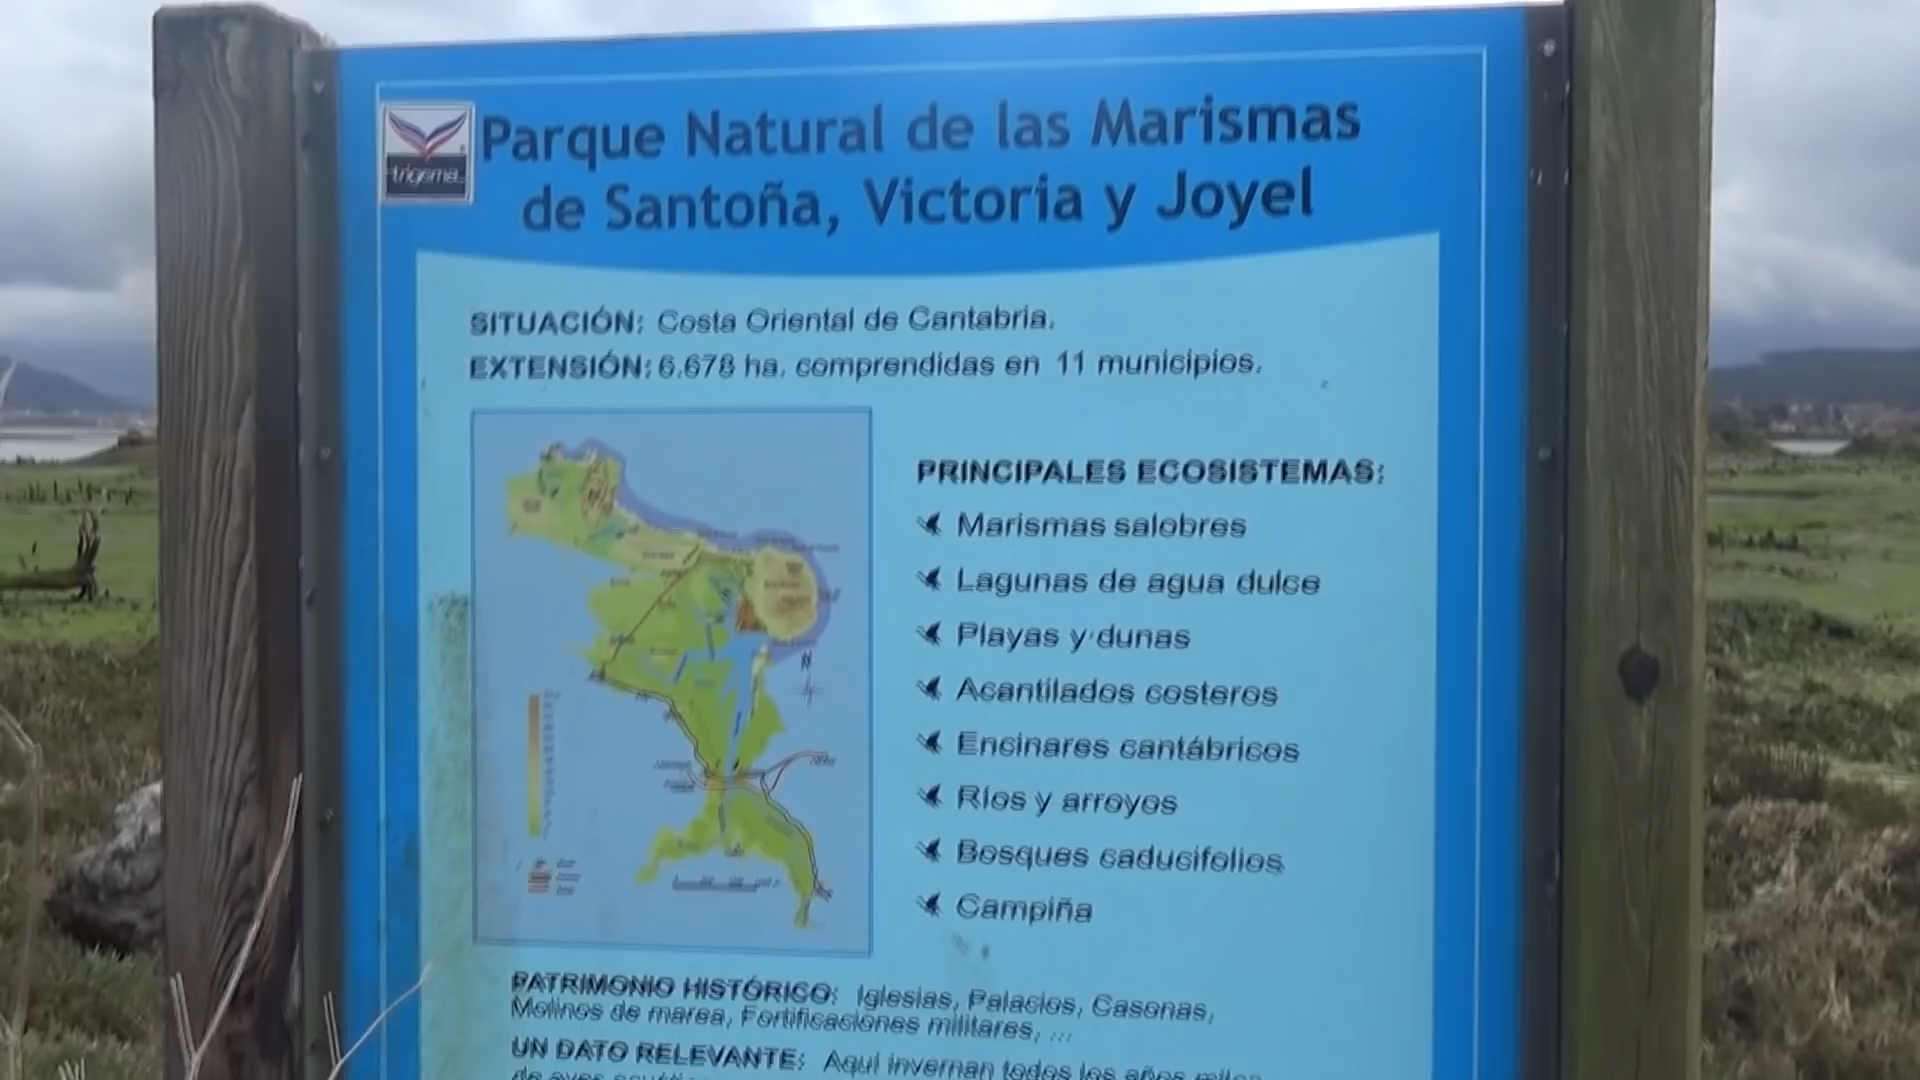 trigema
Parque Natural de las Marismas
de Santoña, Victoria y Joyel
SITUACIÓN: Costa Oriental de Cantabria.
EXTENSIÓN: 6.678 ha. comprendidas en 11 municipios.
PRINCIPALES ECOSISTEMAS:
Marismas salobres
Lagunas de agua dulce
Playas y dunas
Acantilados costeros
Encinares cantábricos
Ríos y arroyos
Bosques caducifolios
Campiña
N
PATRIMONIO HISTÓRICO: Iglesias, Palacios, Casonas,
Molinos de marea, Fortificaciones militares, ...
UN DATO RELEVANTE: Aquí invernan todos los años miles
de aves